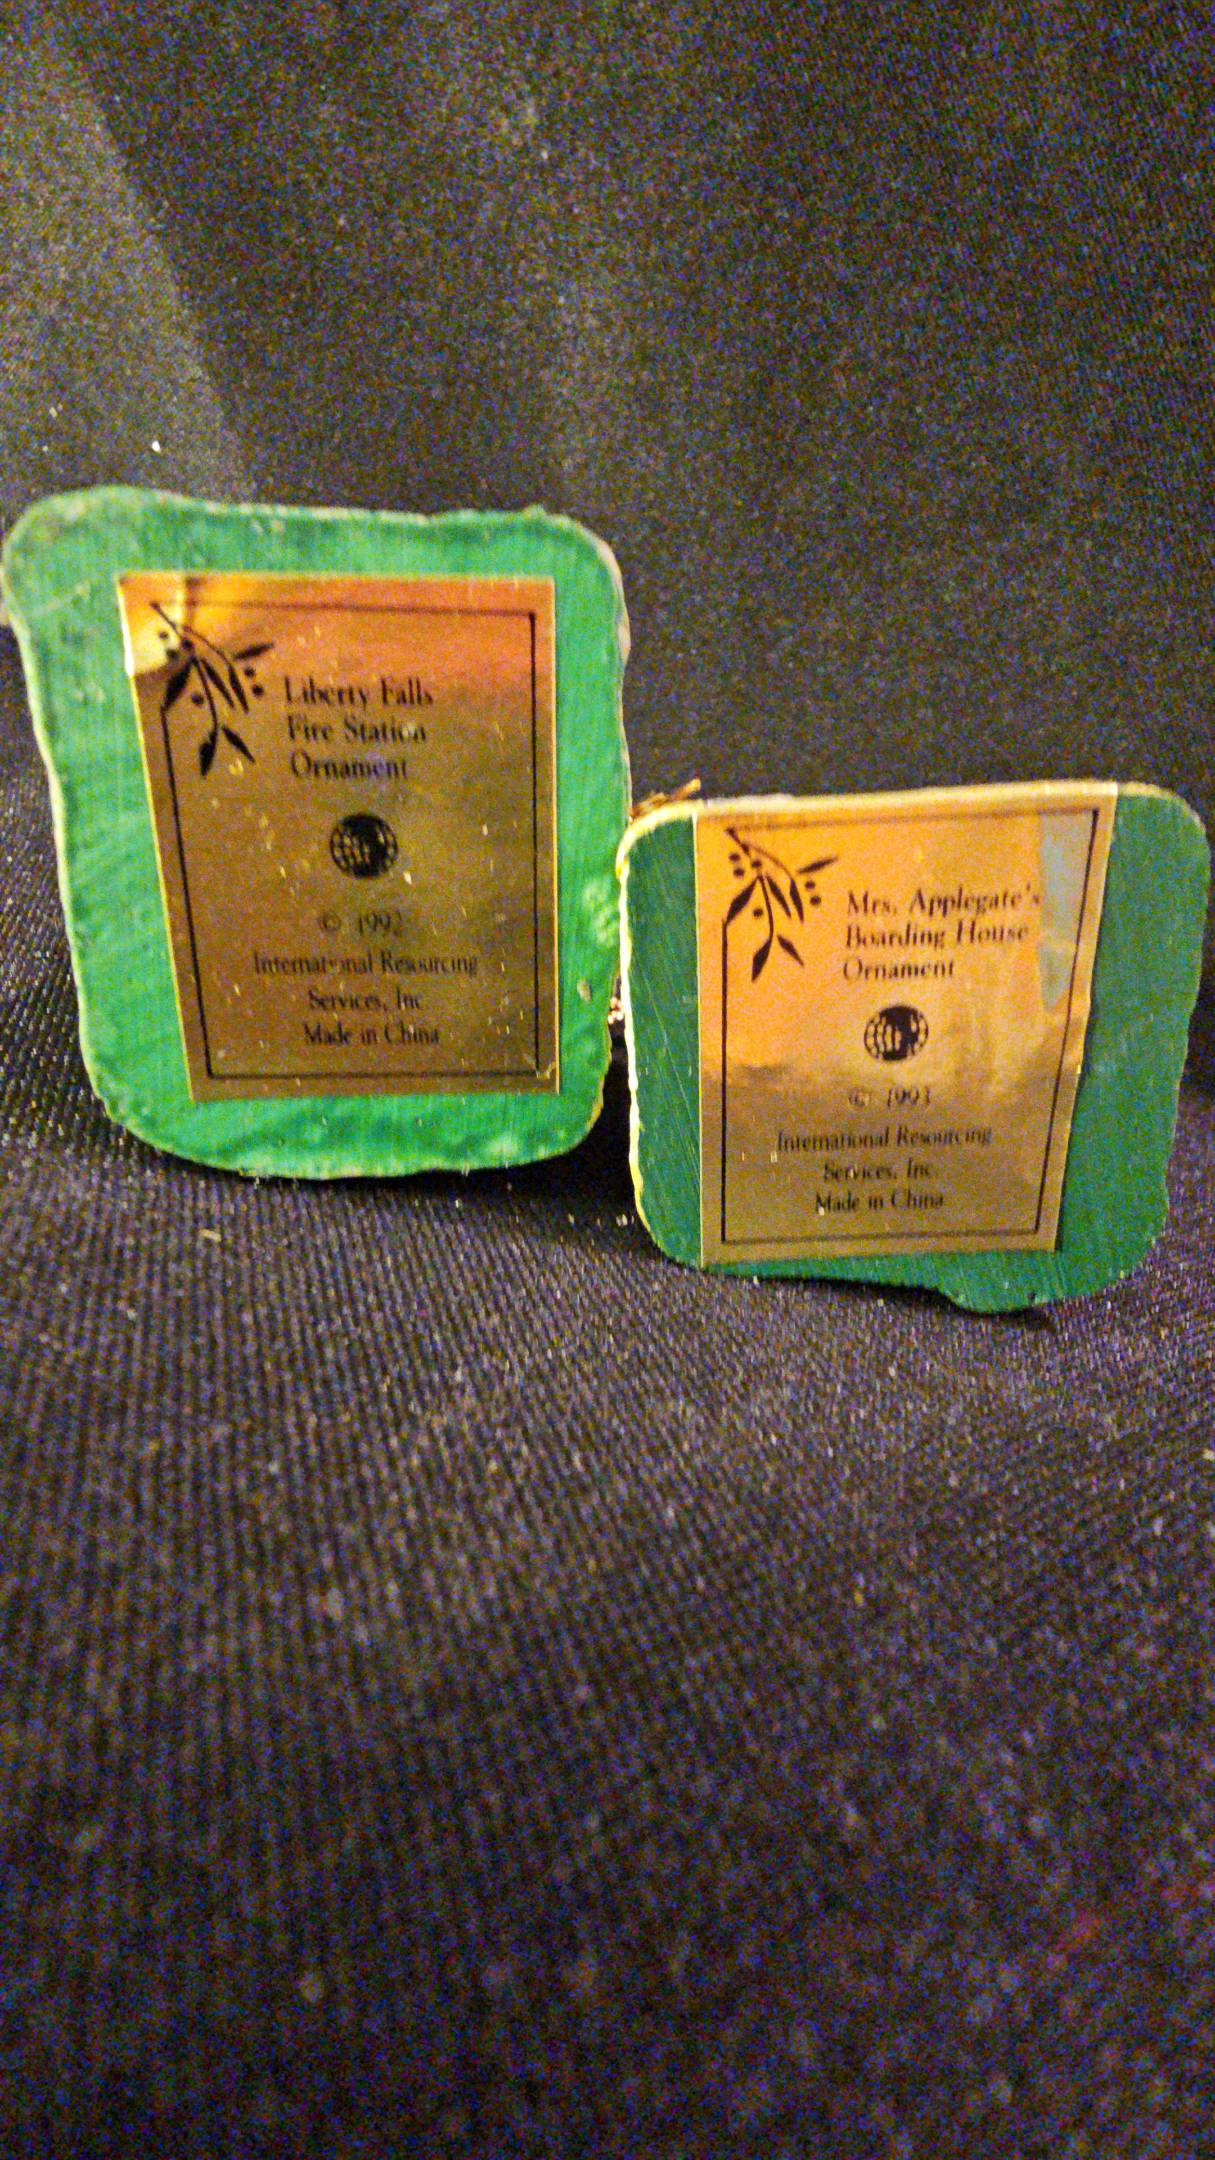 Liberty Falls
Fire Station
Ornament
© 1992
International Resourcing
Services, Inc.
Made in China
Mrs. Applegate's
Boarding House
Ornament
© 1993
International Resourcing
Services, Inc.
Made in China